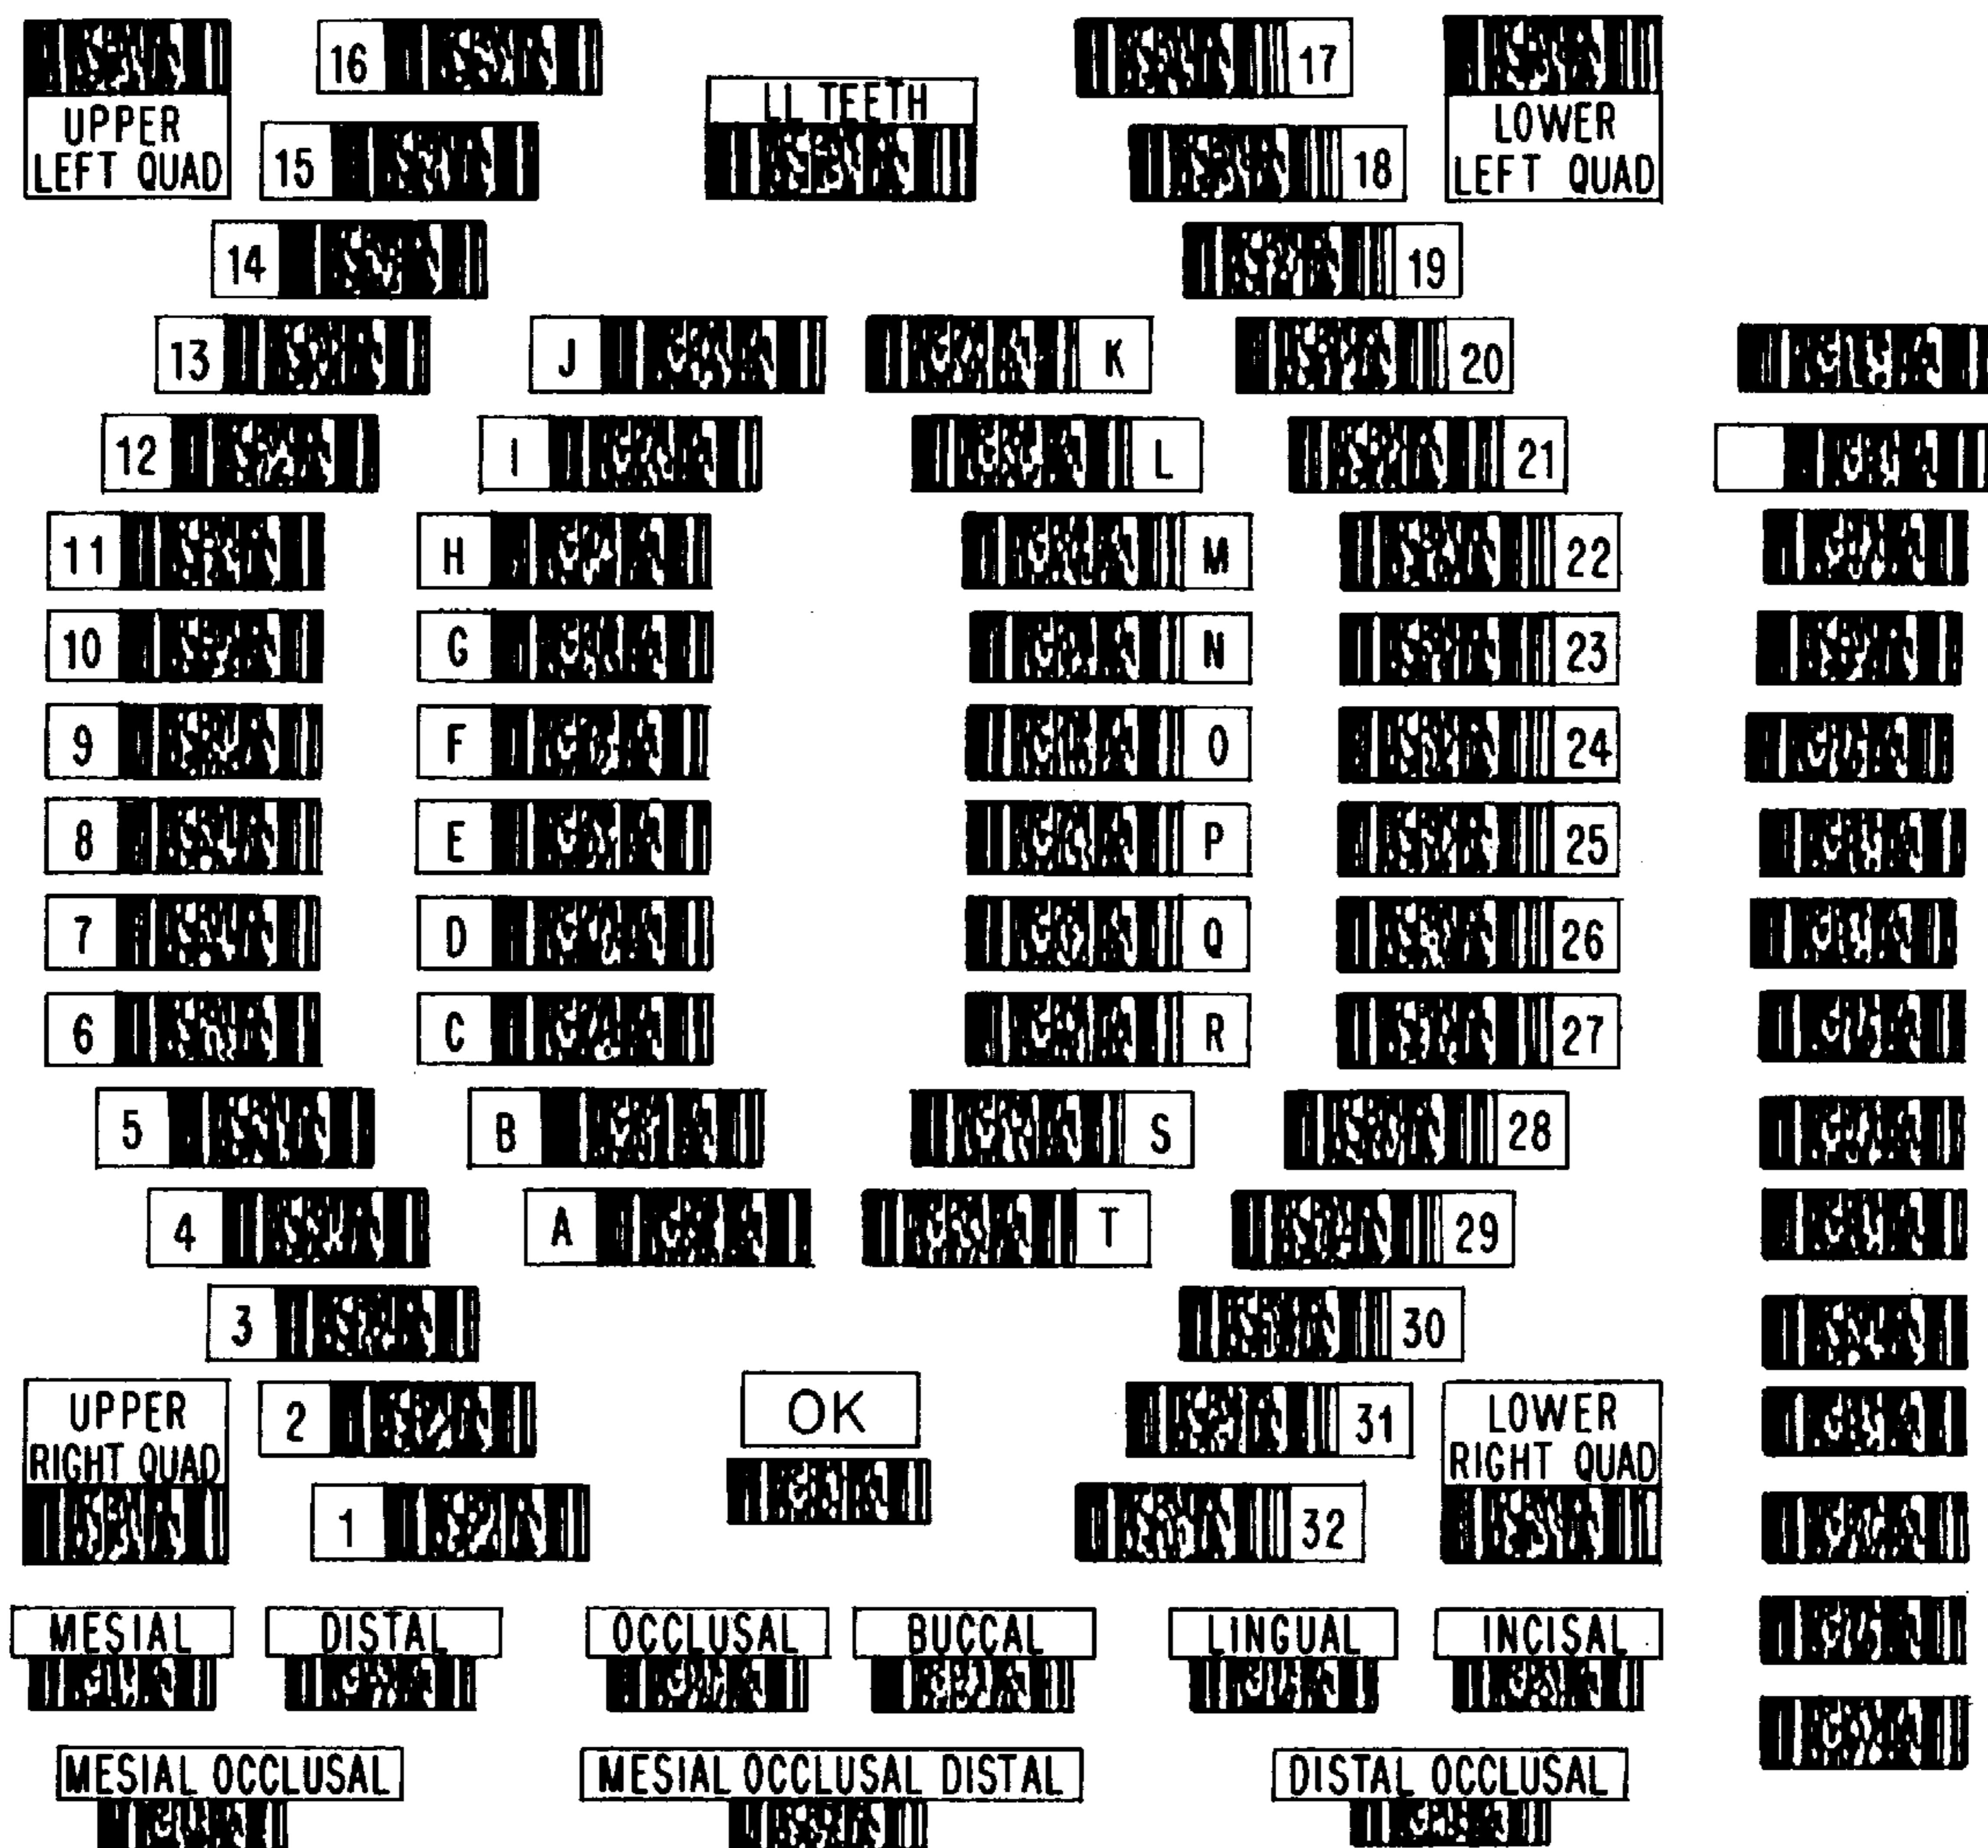 16
17
UPPER
LEFT QUAD
LL TEETH
LOWER
LEFT QUAD
15
18
14
19
13
J
K
20
12
I
L
21
11
H
M
22
10
G
N
23
9
F
O
24
8
E
P
25
7
D
Q
26
6
C
R
27
5
B
S
28
4
A
T
29
3
30
UPPER
RIGHT QUAD
2
OK
31
LOWER
RIGHT QUAD
1
32
MESIAL
DISTAL
OCCLUSAL
BUCCAL
LINGUAL
INCISAL
MESIAL OCCLUSAL
MESIAL OCCLUSAL DISTAL
DISTAL OCCLUSAL